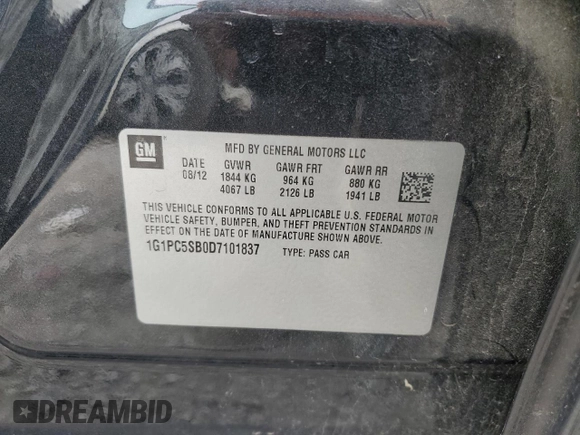 GM
MFD BY GENERAL MOTORS LLC
DATE GVWR GAWR FRT GAWR RR
08/12 1844 KG 964 KG 880 KG
4067 LB 2126 LB 1941 LB
THIS VEHICLE CONFORMS TO ALL APPLICABLE U.S. FEDERAL MOTOR
VEHICLE SAFETY, BUMPER, AND THEFT PREVENTION STANDARDS IN
EFFECT ON THE DATE OF MANUFACTURE SHOWN ABOVE.
1G1PC5SB0D7101837 TYPE: PASS CAR
DREAMBID